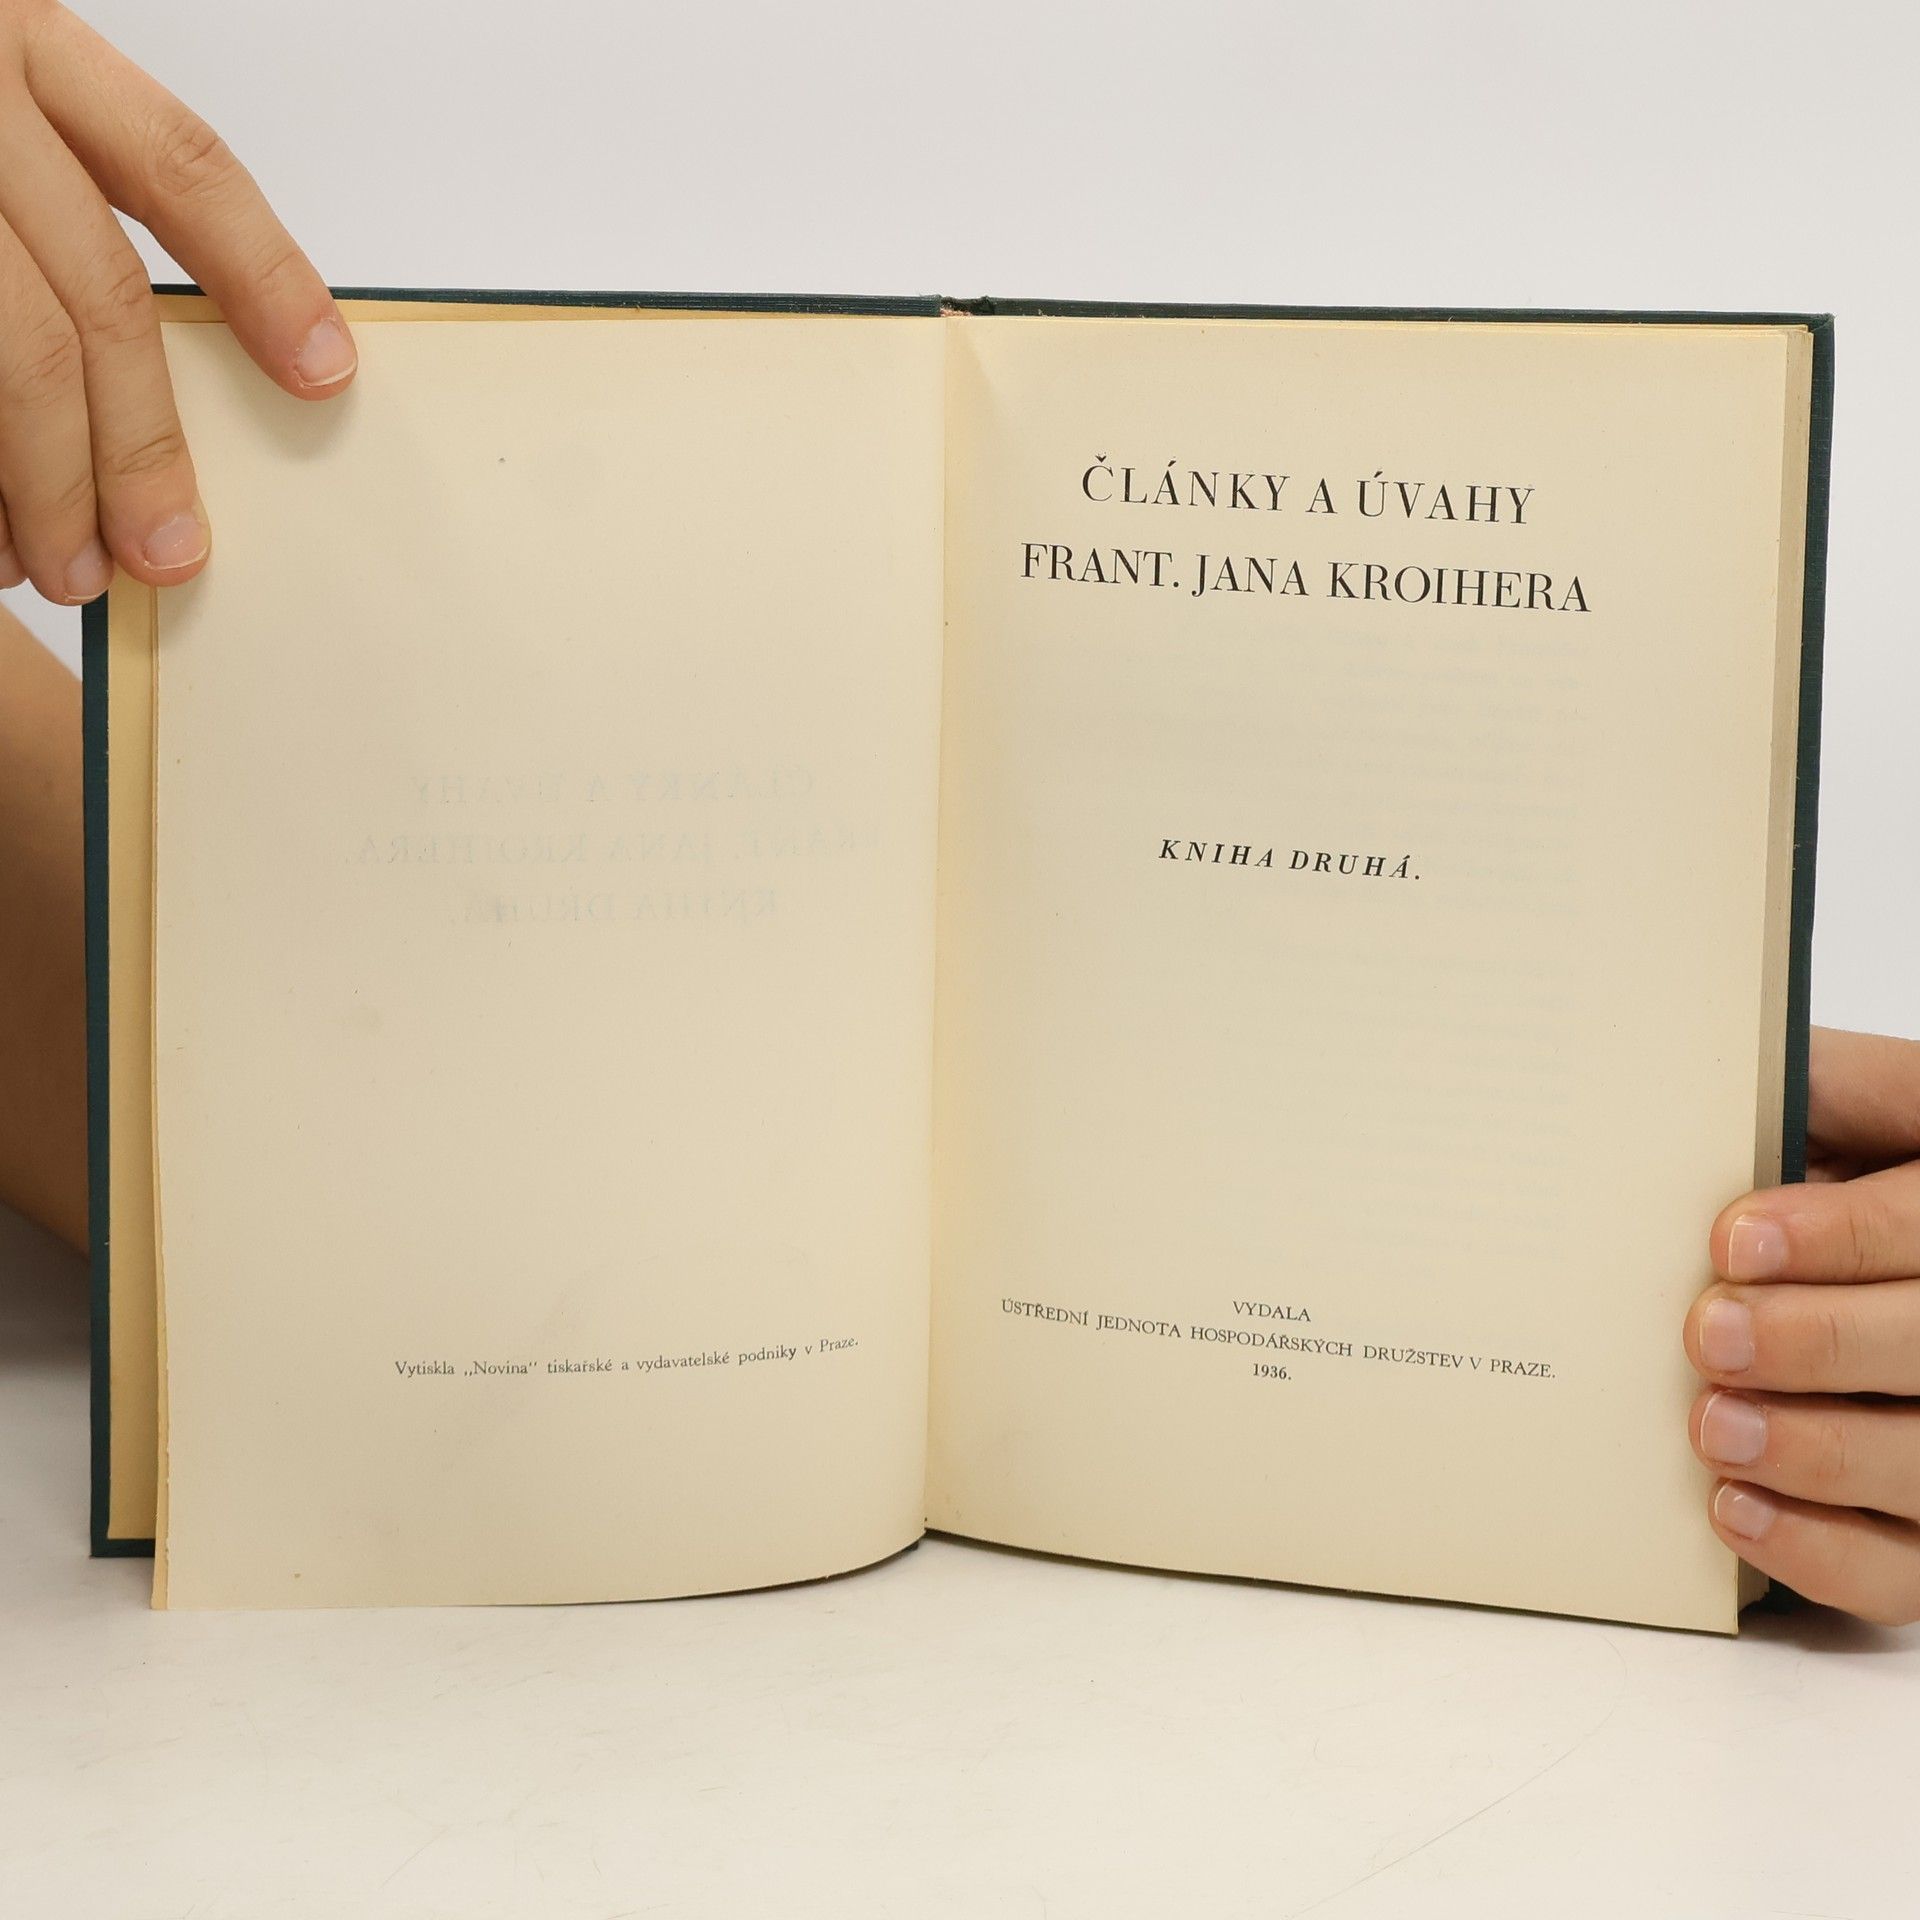 Vytiskla „Novina" tiskařské a vydavatelské podniky v Praze.
ČLÁNKY A ÚVAHY
FRANT. JANA KROIHERA
KNIHA DRUHÁ.
VYDALA
ÚSTŘEDNÍ JEDNOTA HOSPODÁŘSKÝCH DRUŽSTEV V PRAZE.
1936.